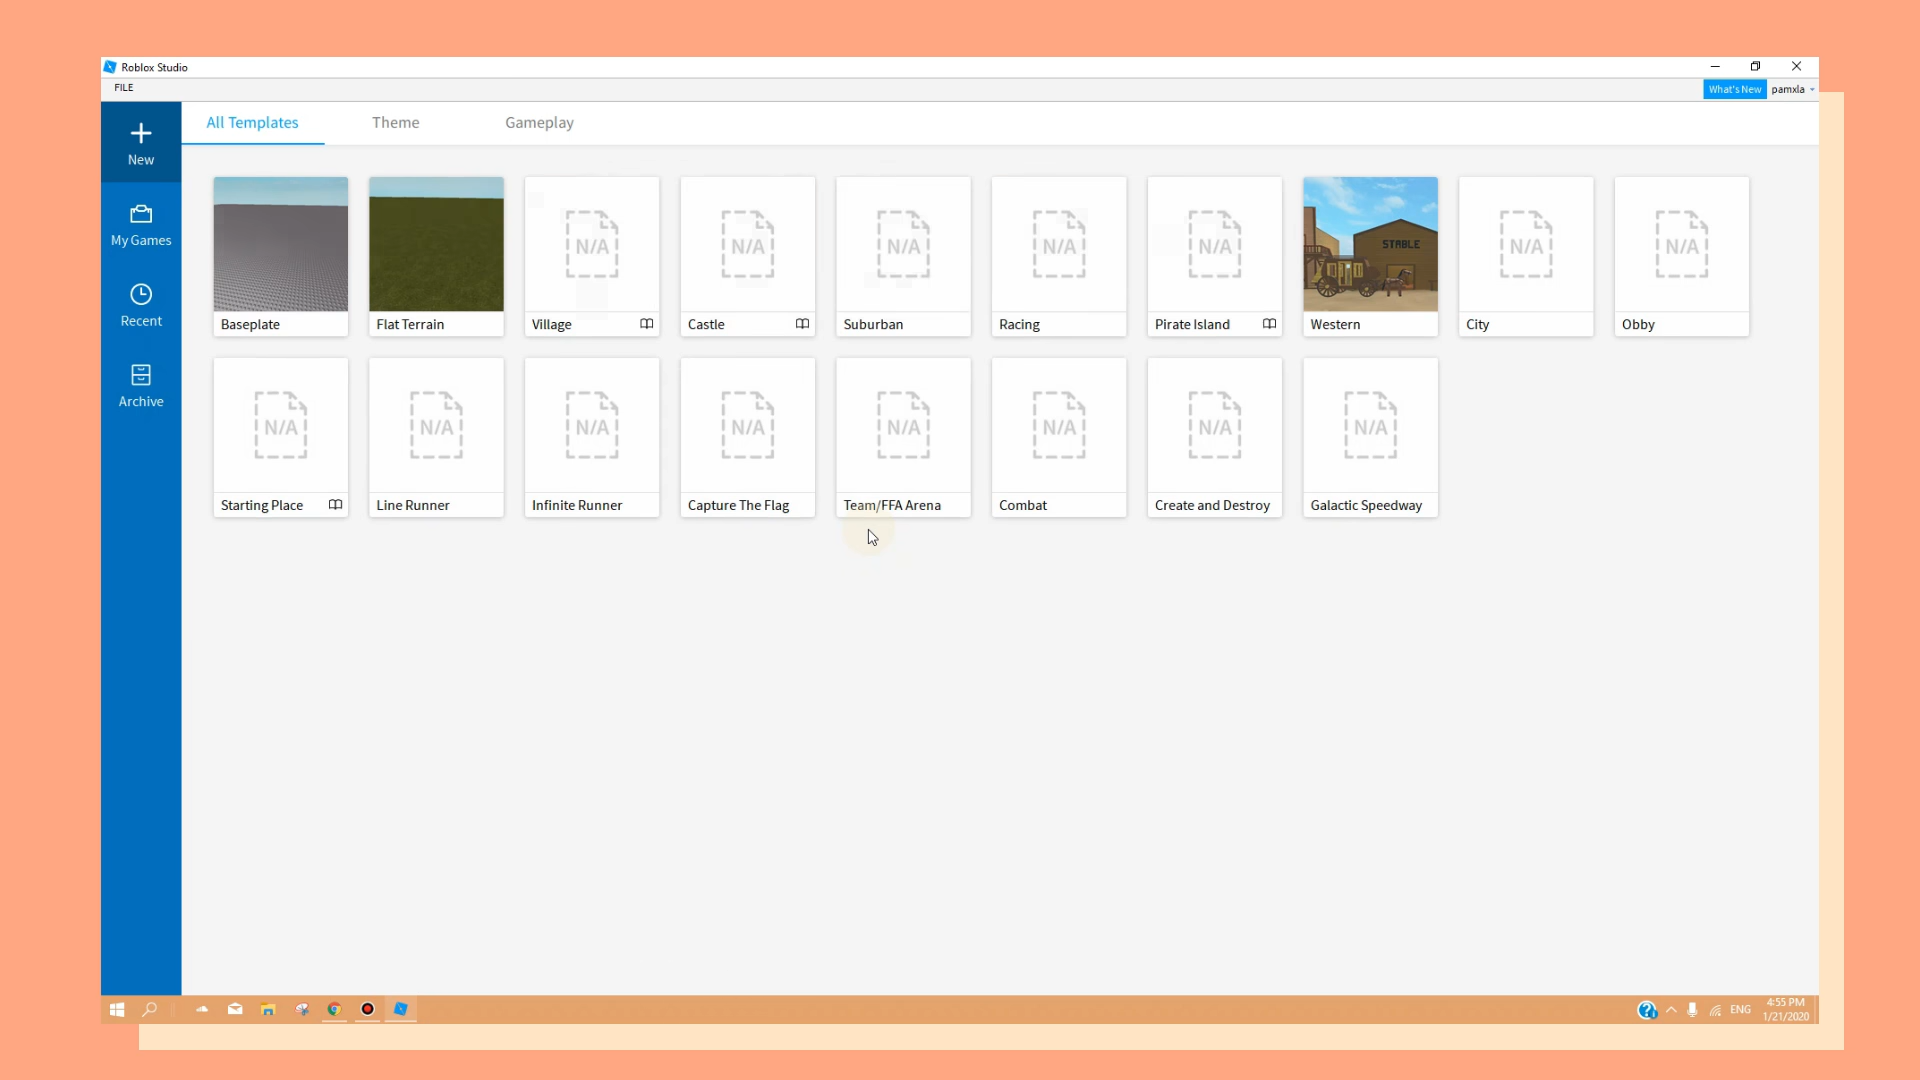 Roblox Studio
FILE
What's New
pamxla
New
My Games
Recent
Archive
All Templates
Theme
Gameplay
N/A
N/A
N/A
N/A
N/A
STABLE
N/A
N/A
Baseplate
Flat Terrain
Village
Castle
Suburban
Racing
Pirate Island
Western
City
Obby
N/A
N/A
N/A
N/A
N/A
N/A
N/A
N/A
Starting Place
Line Runner
Infinite Runner
Capture The Flag
Team/FFA Arena
Combat
Create and Destroy
Galactic Speedway
ENG
4:55 PM
1/21/2020